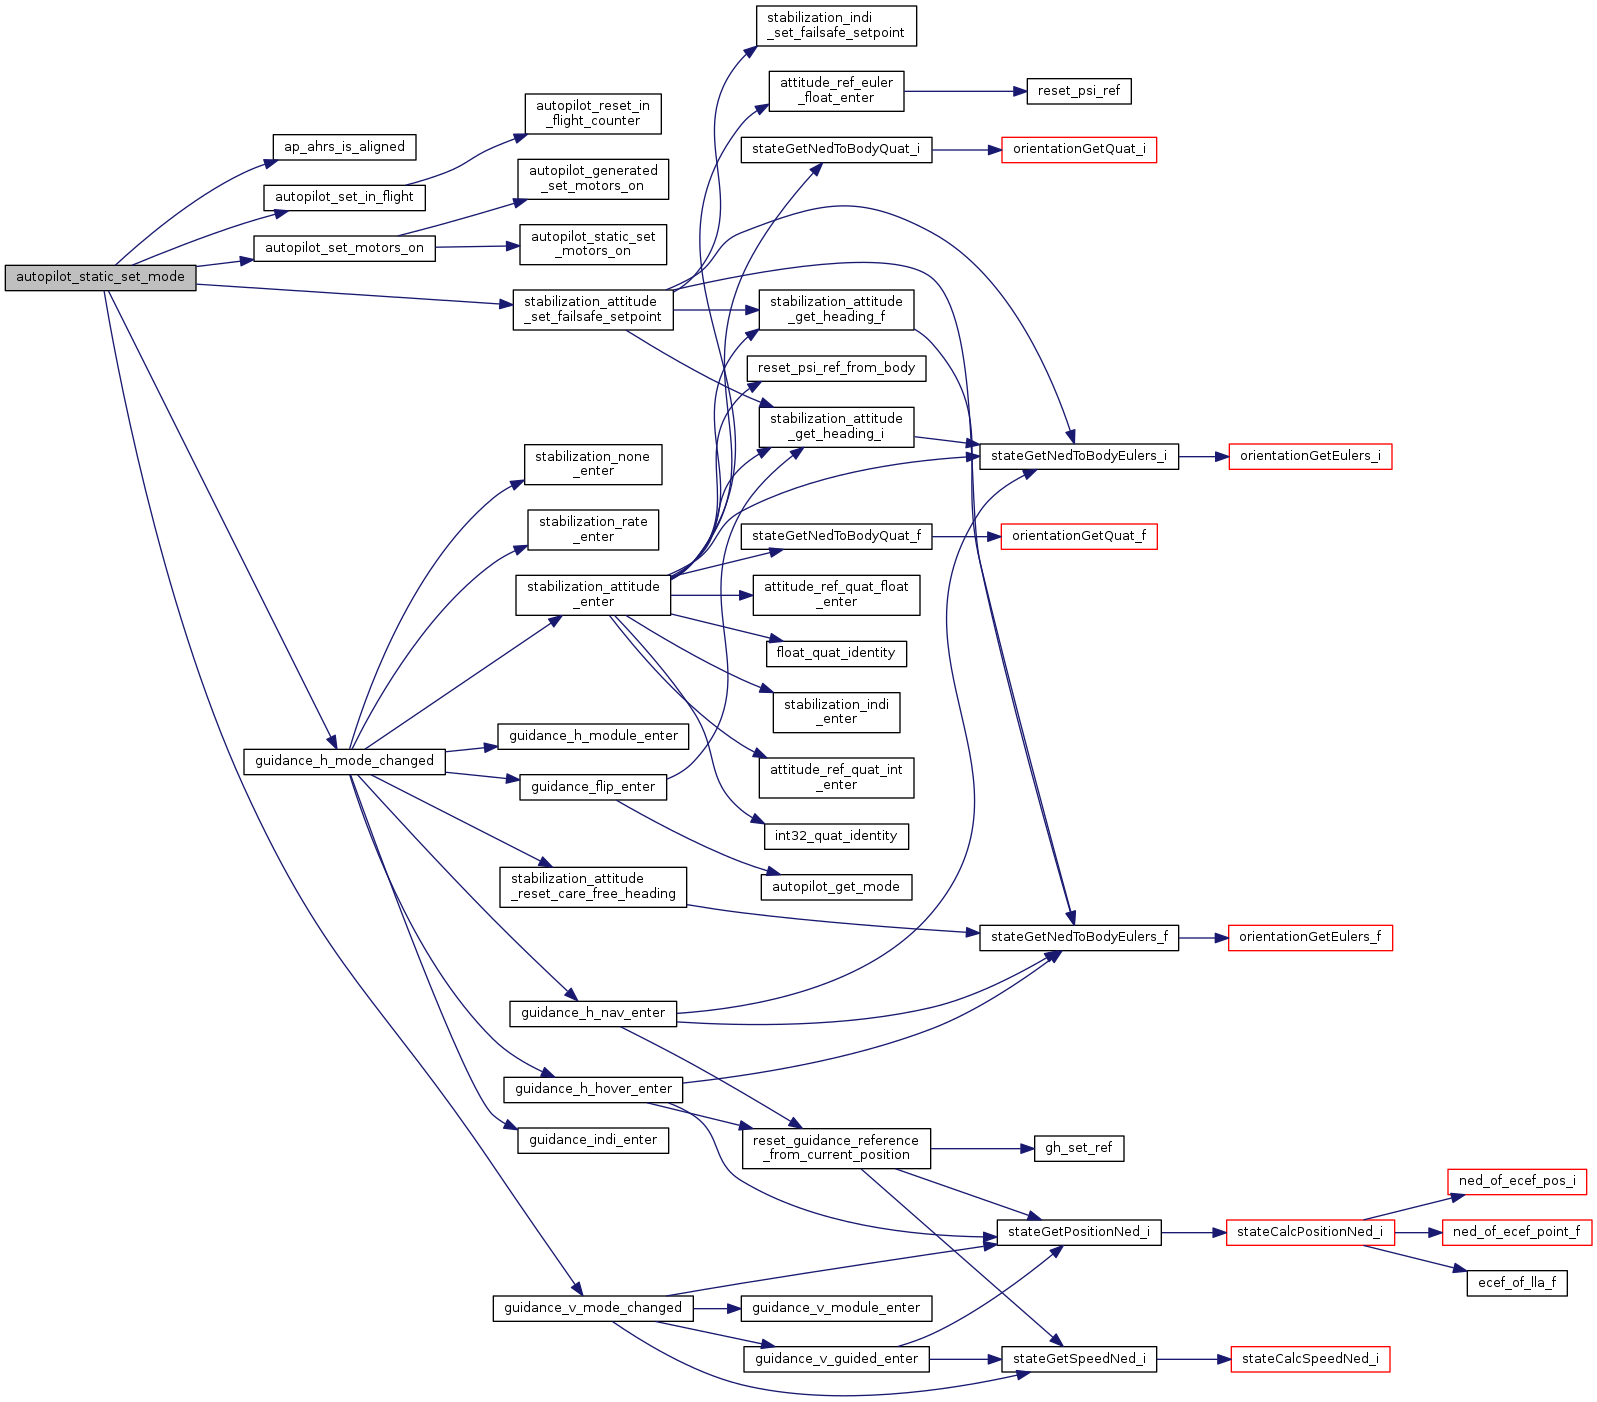 autopilot_static_set_mode
ap_ahrs_is_aligned
autopilot_set_in_flight
autopilot_set_motors_on
guidance_h_mode_changed
autopilot_reset_in
_flight_counter
autopilot_generated
_set_motors_on
autopilot_static_set
_motors_on
stabilization_attitude
_set_failsafe_setpoint
stabilization_none
_enter
stabilization_rate
_enter
stabilization_attitude
_enter
guidance_h_module_enter
guidance_flip_enter
stabilization_attitude
_reset_care_free_heading
guidance_h_nav_enter
guidance_h_hover_enter
guidance_indi_enter
guidance_v_mode_changed
stabilization_indi
_set_failsafe_setpoint
attitude_ref_euler
_float_enter
stateGetNedToBodyQuat_i
stabilization_attitude
_get_heading_f
reset_psi_ref_from_body
stabilization_attitude
_get_heading_i
stateGetNedToBodyQuat_f
attitude_ref_quat_float
_enter
float_quat_identity
stabilization_indi
_enter
attitude_ref_quat_int
_enter
int32_quat_identity
autopilot_get_mode
reset_guidance_reference
_from_current_position
guidance_v_module_enter
guidance_v_guided_enter
reset_psi_ref
orientationGetQuat_i
stateGetNedToBodyEulers_i
orientationGetQuat_f
stateGetNedToBodyEulers_f
gh_set_ref
stateGetPositionNed_i
stateGetSpeedNed_i
orientationGetEulers_i
orientationGetEulers_f
stateCalcPositionNed_i
stateCalcSpeedNed_i
ned_of_ecef_pos_i
ned_of_ecef_point_f
ecef_of_lla_f